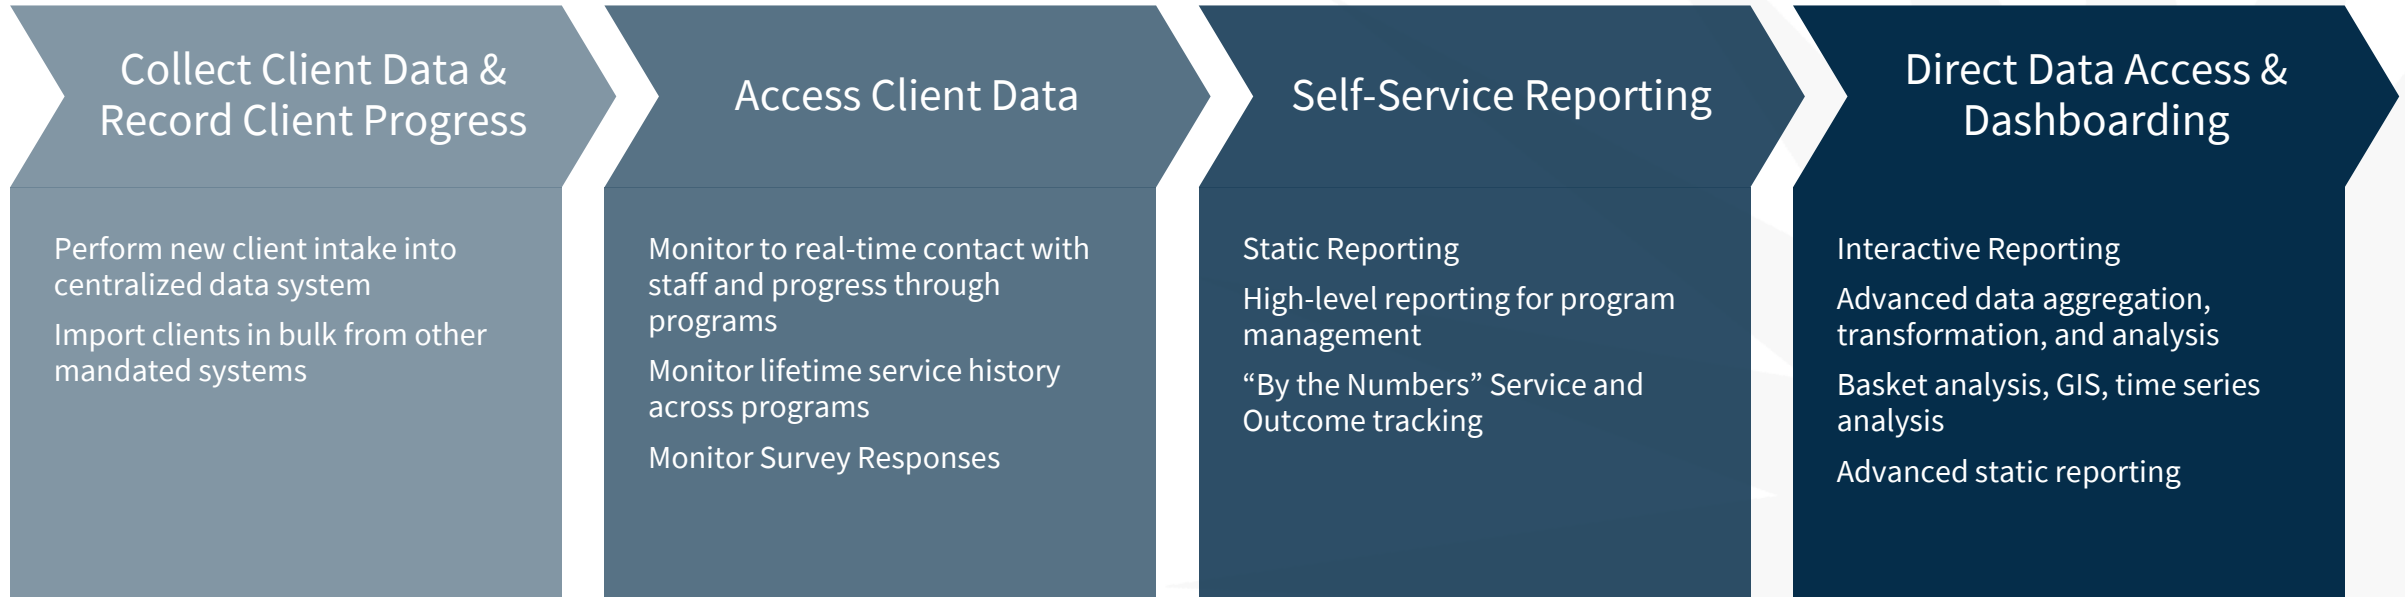 Collect Client Data &
Record Client Progress
Perform new client intake into
centralized data system
Import clients in bulk from other
mandated systems
Access Client Data
Monitor to real-time contact with
staff and progress through
programs
Monitor lifetime service history
across programs
Monitor Survey Responses
Self-Service Reporting
Static Reporting
High-level reporting for program
management
“By the Numbers” Service and
Outcome tracking
Direct Data Access &
Dashboarding
Interactive Reporting
Advanced data aggregation,
transformation, and analysis
Basket analysis, GIS, time series
analysis
Advanced static reporting